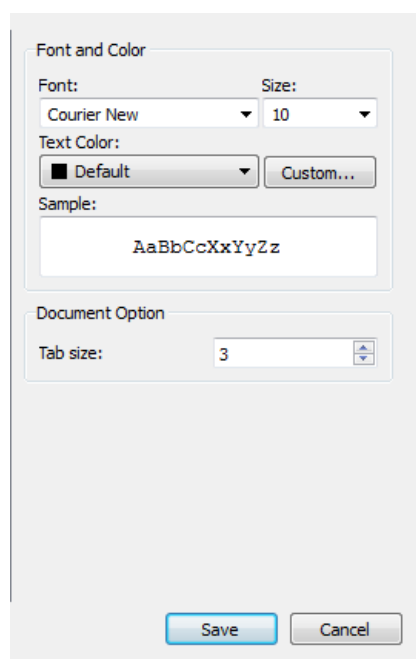 Font and Color
Font: Size:
Courier New 10
Text Color:
Default Custom...
Sample:
AaBbCcXxYyZz
Document Option
Tab size: 3
Save Cancel